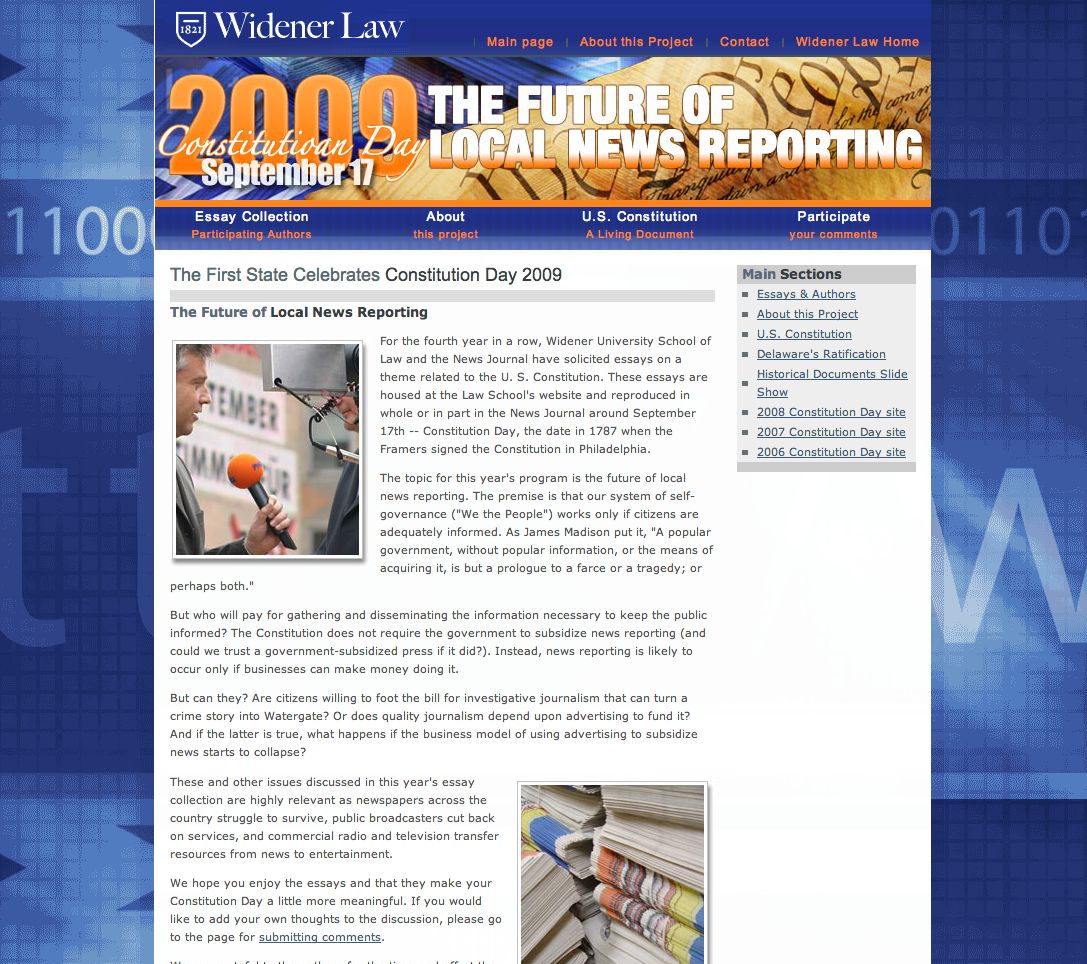 1821 Widener Law
Main page | About this Project | Contact | Widener Law Home
2009
Constitutioan Day
September 17
THE FUTURE OF
LOCAL NEWS REPORTING
for the comm
Tranquil
Essay Collection
Participating Authors
About
this project
U.S. Constitution
A Living Document
Participate
your comments
11000
01101
The First State Celebrates Constitution Day 2009
The Future of Local News Reporting
TEMBER
For the fourth year in a row, Widener University School of
Law and the News Journal have solicited essays on a
theme related to the U. S. Constitution. These essays are
housed at the Law School's website and reproduced in
whole or in part in the News Journal around September
17th -- Constitution Day, the date in 1787 when the
Framers signed the Constitution in Philadelphia.
The topic for this year's program is the future of local
news reporting. The premise is that our system of self-
governance ("We the People") works only if citizens are
adequately informed. As James Madison put it, "A popular
government, without popular information, or the means of
acquiring it, is but a prologue to a farce or a tragedy; or
perhaps both."
But who will pay for gathering and disseminating the information necessary to keep the public
informed? The Constitution does not require the government to subsidize news reporting (and
could we trust a government-subsidized press if it did?). Instead, news reporting is likely to
occur only if businesses can make money doing it.
But can they? Are citizens willing to foot the bill for investigative journalism that can turn a
crime story into Watergate? Or does quality journalism depend upon advertising to fund it?
And if the latter is true, what happens if the business model of using advertising to subsidize
news starts to collapse?
These and other issues discussed in this year's essay
collection are highly relevant as newspapers across the
country struggle to survive, public broadcasters cut back
on services, and commercial radio and television transfer
resources from news to entertainment.
We hope you enjoy the essays and that they make your
Constitution Day a little more meaningful. If you would
like to add your own thoughts to the discussion, please go
to the page for submitting comments.
Main Sections
Essays & Authors
About this Project
U.S. Constitution
Delaware's Ratification
Historical Documents Slide
Show
2008 Constitution Day site
2007 Constitution Day site
2006 Constitution Day site